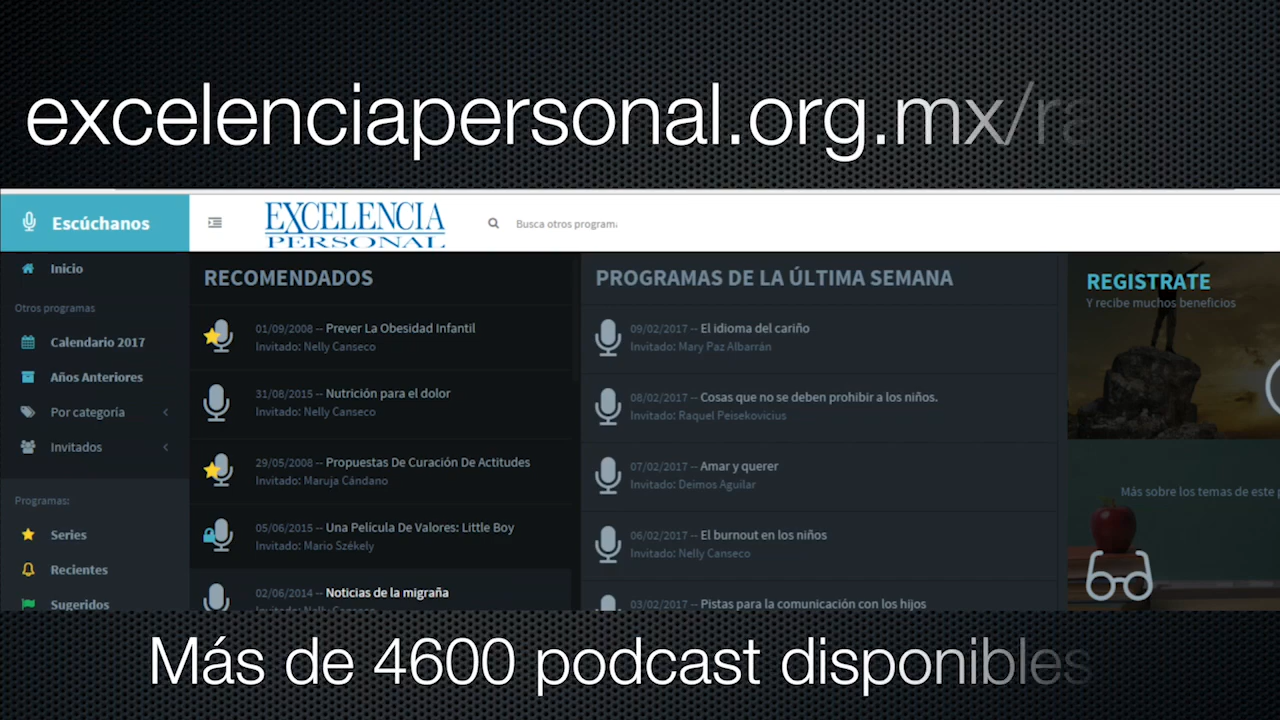 excelenciapersonal.org.mx/ra
Escúchanos
EXCELENCIA
PERSONAL
Busca otros programa
Inicio
Otros programas
Calendario 2017
Años Anteriores
Por categoría
Invitados
Programas:
Series
Recientes
Sugeridos
RECOMENDADOS
01/09/2008 -- Prever La Obesidad Infantil
Invitado: Nelly Canseco
31/08/2015 -- Nutrición para el dolor
Invitado: Nelly Canseco
29/05/2008 -- Propuestas De Curación De Actitudes
Invitado: Maruja Cándano
05/06/2015 -- Una Película De Valores: Little Boy
Invitado: Mario Székely
02/06/2014 -- Noticias de la migraña
Invitado: Nelly Canseco
PROGRAMAS DE LA ÚLTIMA SEMANA
09/02/2017 -- El idioma del cariño
Invitado: Mary Paz Albarrán
08/02/2017 -- Cosas que no se deben prohibir a los niños.
Invitado: Raquel Peisekovicius
07/02/2017 -- Amar y querer
Invitado: Deimos Aguilar
06/02/2017 -- El burnout en los niños
Invitado: Nelly Canseco
03/02/2017 -- Pistas para la comunicación con los hijos
REGISTRATE
Y recibe muchos beneficios
Más sobre los temas de este
Más de 4600 podcast disponibles